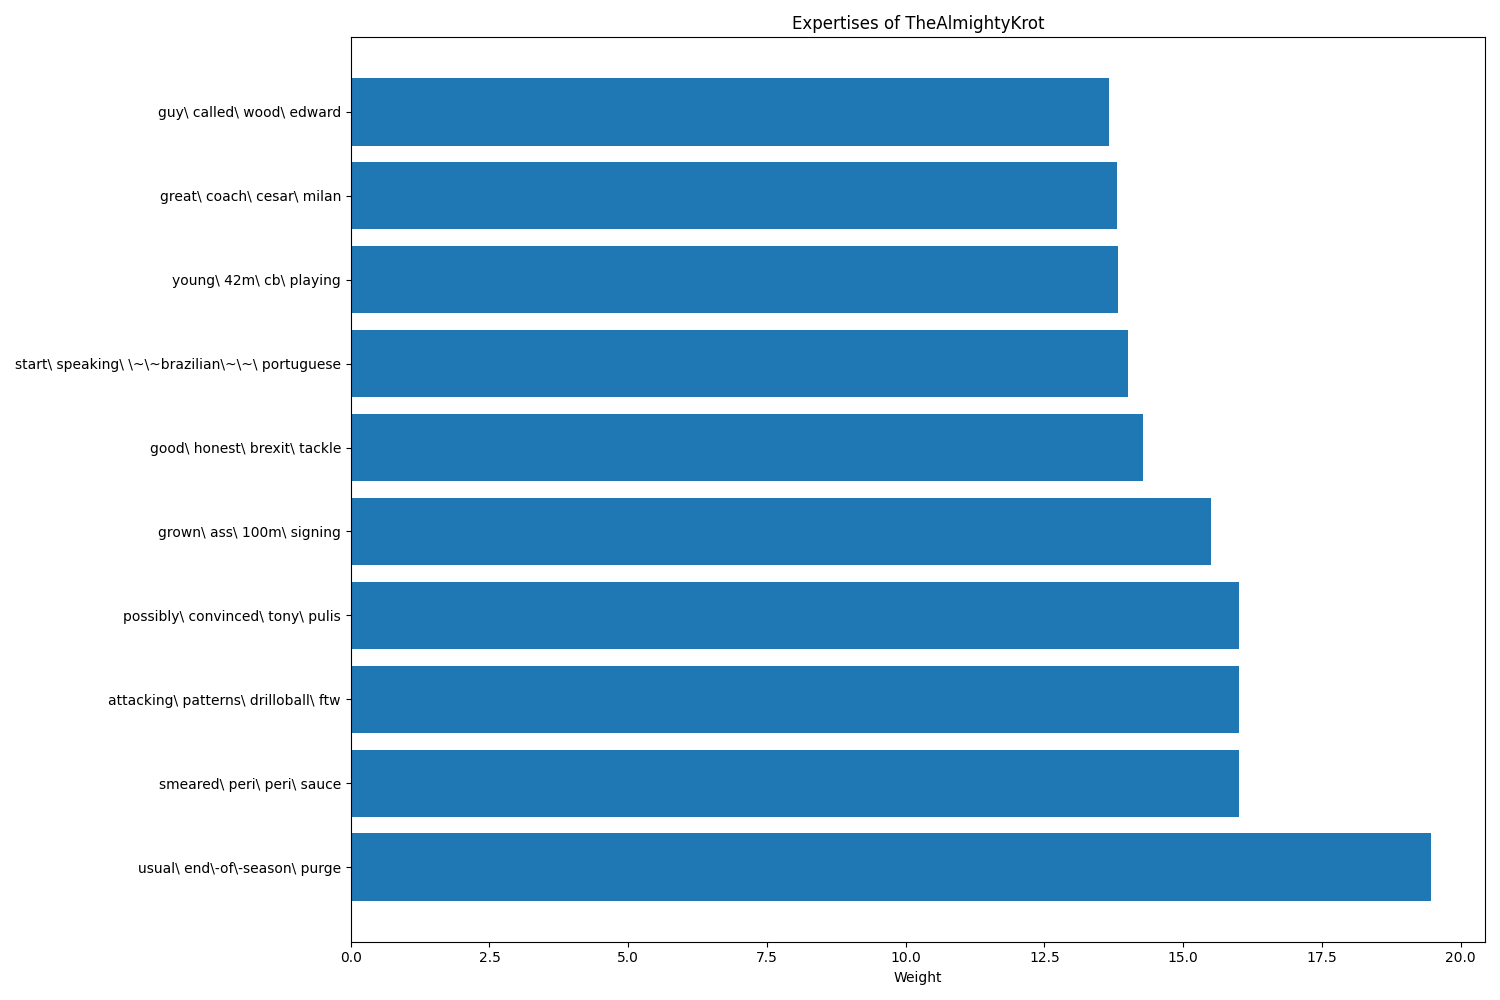 Expertises of TheAlmightyKrot
guy\ called\ wood\ edward
great\ coach\ cesar\ milan
young\ 42m\ cb\ playing
start\ speaking\ \~\~brazilian\~\~\ portuguese
good\ honest\ brexit\ tackle
grown\ ass\ 100m\ signing
possibly\ convinced\ tony\ pulis
attacking\ patterns\ drilloball\ ftw
smeared\ peri\ peri\ sauce
usual\ end\-of\-season\ purge
0.0 2.5 5.0 7.5 10.0 12.5 15.0 17.5 20.0
Weight